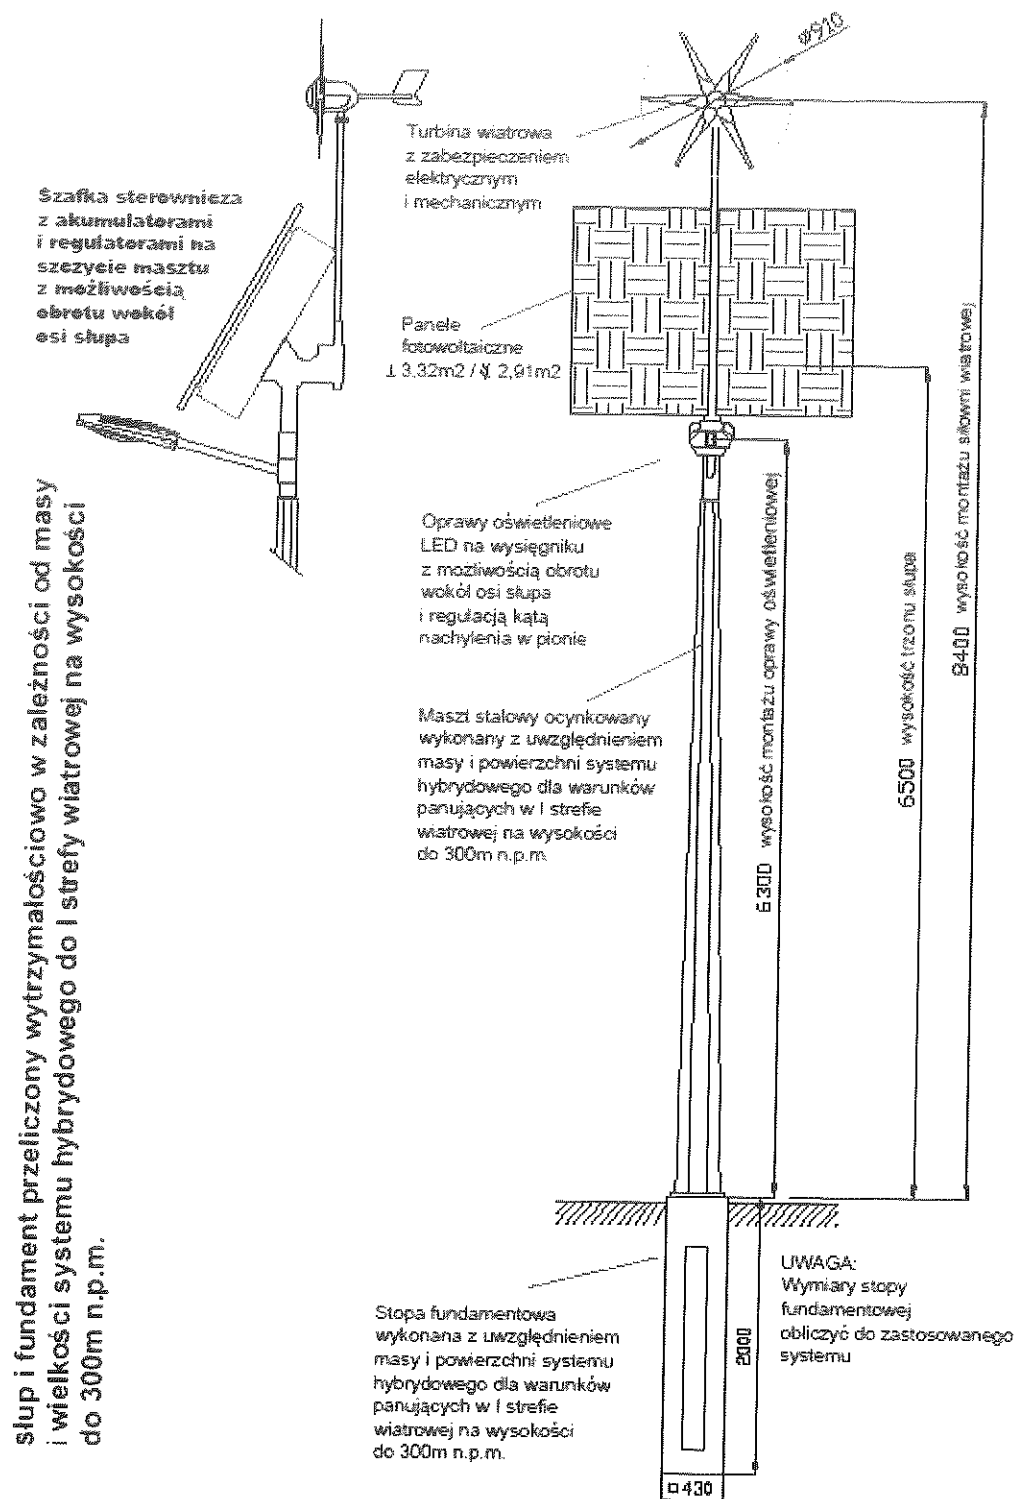 ø910
Turbina wiatrowa
z zabezpieczeniem
elektrycznym
i mechanicznym
Szafka sterownicza
z akumulatorami
i regulatorami na
szczycie masztu
z możliwością
obrotu wokól
osi słupa
Panele
fotowoltaiczne
⊥ 3,32m2 / ∢ 2,91m2
Oprawy oświetleniowe
LED na wysięgniku
z mozliwością obrotu
wokól osi słupa
i regulacją kątą
nachylenia w pionie
Maszt stalowy ocynkowany
wykonany z uwzględnieniem
masy i powierzchni systemu
hybrydowego dla warunków
panujących w I strefie
wiatrowej na wysokości
do 300m n.p.m.
6300 wysokość montażu oprawy oświetleniowej
6500 wysokość trzonu słupa
8400 wysokość montażu siłowni wiatrowej
Słup i fundament przeliczony wytrzymałościowo w zależności od masy
i wielkości systemu hybrydowego do I strefy wiatrowej na wysokości
do 300m n.p.m.
Stopa fundamentowa
wykonana z uwzględnieniem
masy i powierzchni systemu
hybrydowego dla warunków
panujących w I strefie
wiatrowej na wysokości
do 300m n.p.m.
2000
□430
UWAGA:
Wymiary stopy
fundamentowej
obliczyć do zastosowanego
systemu